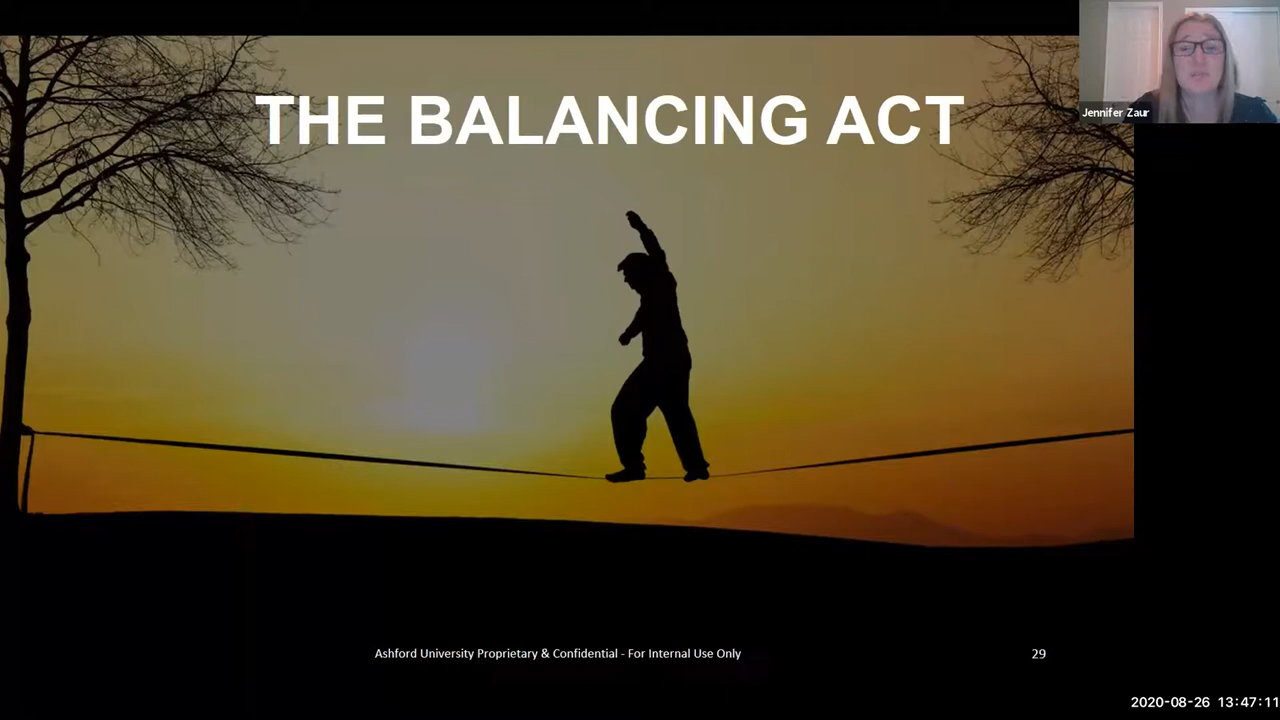 THE BALANCING ACT
Jennifer Zaur
Ashford University Proprietary & Confidential - For Internal Use Only
29
2020-08-26 13:47:11